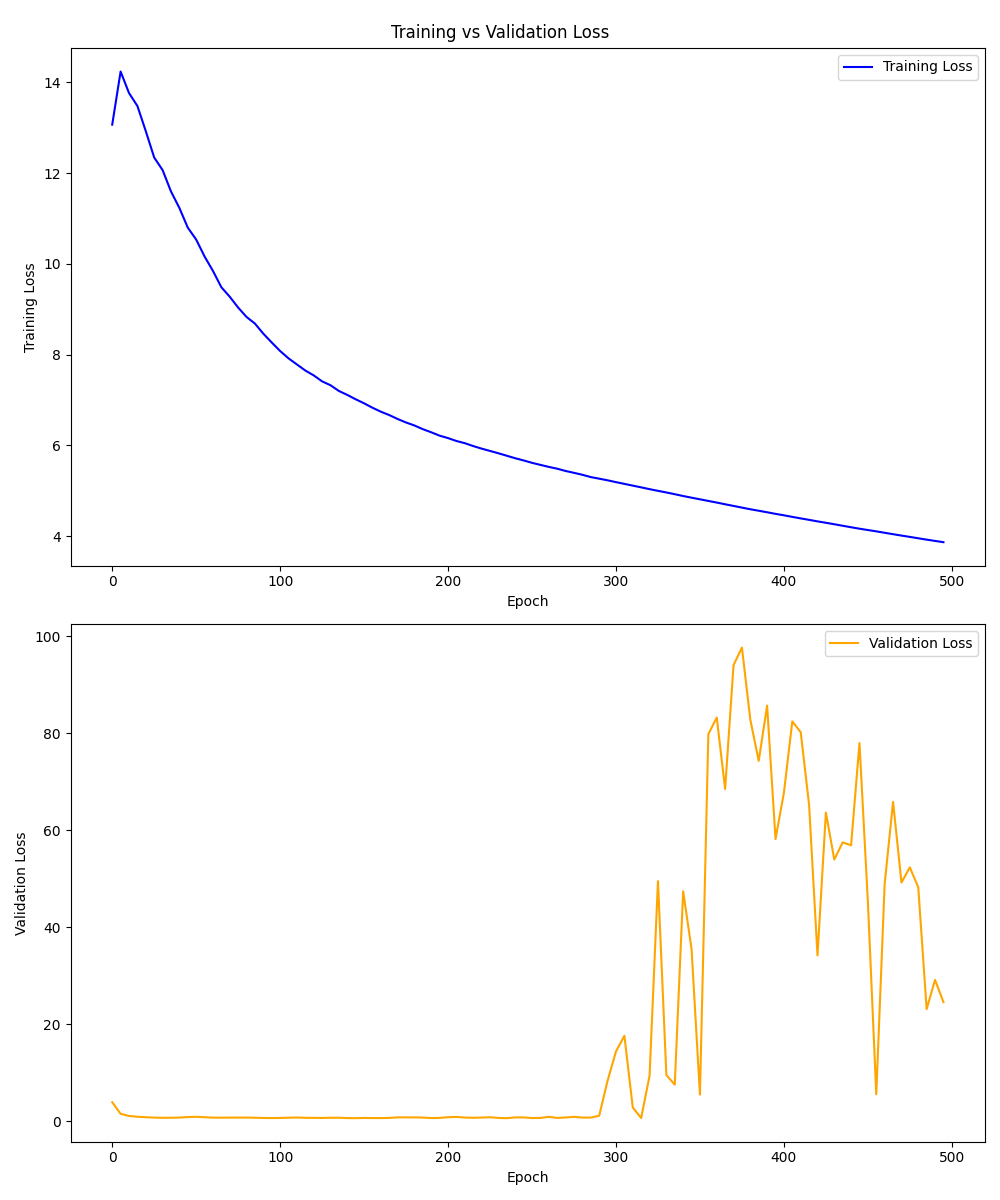 Training vs Validation Loss
Training Loss
14
12
10
8
6
4
Training Loss
0 100 200 300 400 500
Epoch
Validation Loss
100
80
60
40
20
0
Validation Loss
0 100 200 300 400 500
Epoch